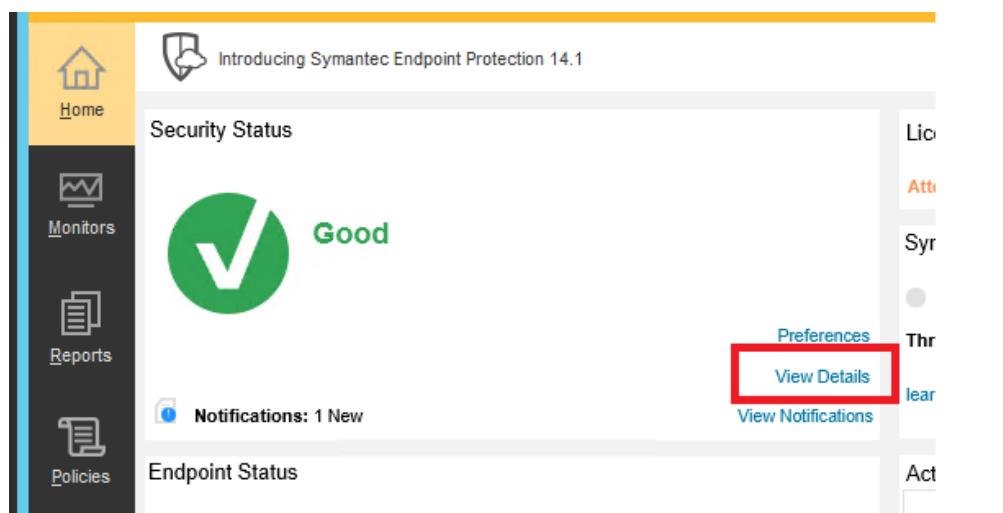 Introducing Symantec Endpoint Protection 14.1
Home
Monitors
Reports
Policies
Security Status
Good
Preferences
View Details
Notifications: 1 New
View Notifications
Endpoint Status